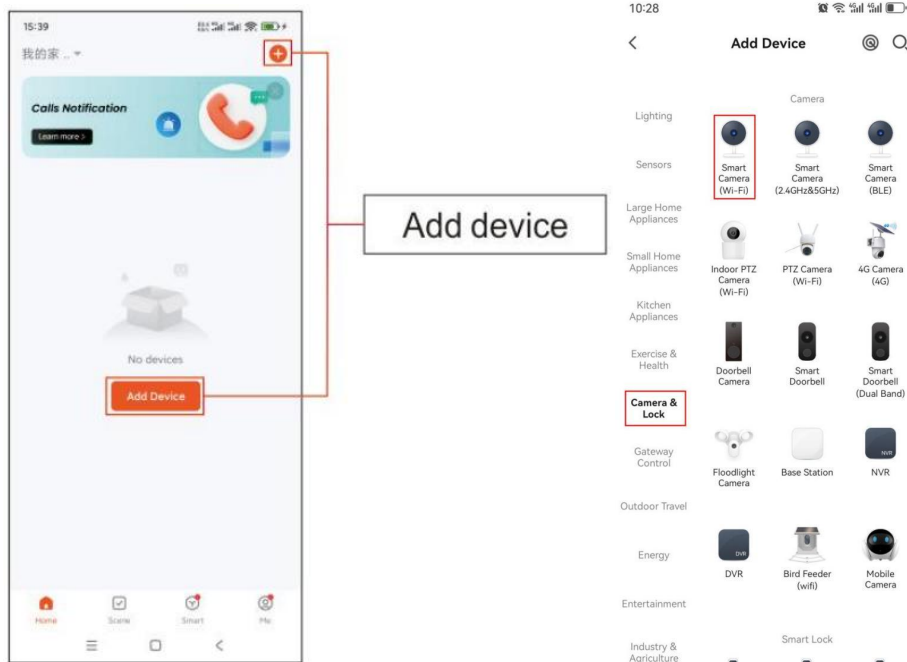 15:39
我的家 ..
Calls Notification
Learn more >
No devices
Add Device
Home
Scene
Smart
Me
Add device
10:28
Add Device
Lighting
Sensors
Large Home
Appliances
Small Home
Appliances
Kitchen
Appliances
Exercise &
Health
Camera &
Lock
Gateway
Control
Outdoor Travel
Energy
Entertainment
Industry &
Agriculture
Camera
Smart
Camera
(Wi-Fi)
Smart
Camera
(2.4GHz&5GHz)
Smart
Camera
(BLE)
Indoor PTZ
Camera
(Wi-Fi)
PTZ Camera
(Wi-Fi)
4G Camera
(4G)
Doorbell
Camera
Smart
Doorbell
Smart
Doorbell
(Dual Band)
Floodlight
Camera
Base Station
NVR
NVR
DVR
DVR
Bird Feeder
(wifi)
Mobile
Camera
Smart Lock